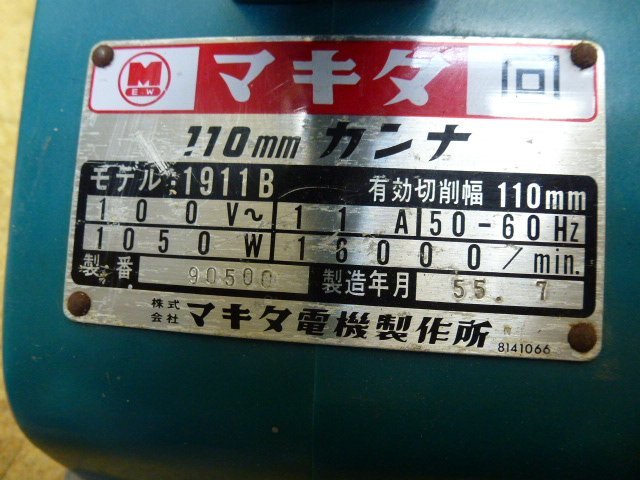 M
E.W
マキタ
110mm カンナ
モデル:1911B 有効切削幅 110mm
100V～ 11A 50-60Hz
1050W 16000/min.
製番. 90500 製造年月 55.7
株式会社 マキタ電機製作所
8141066